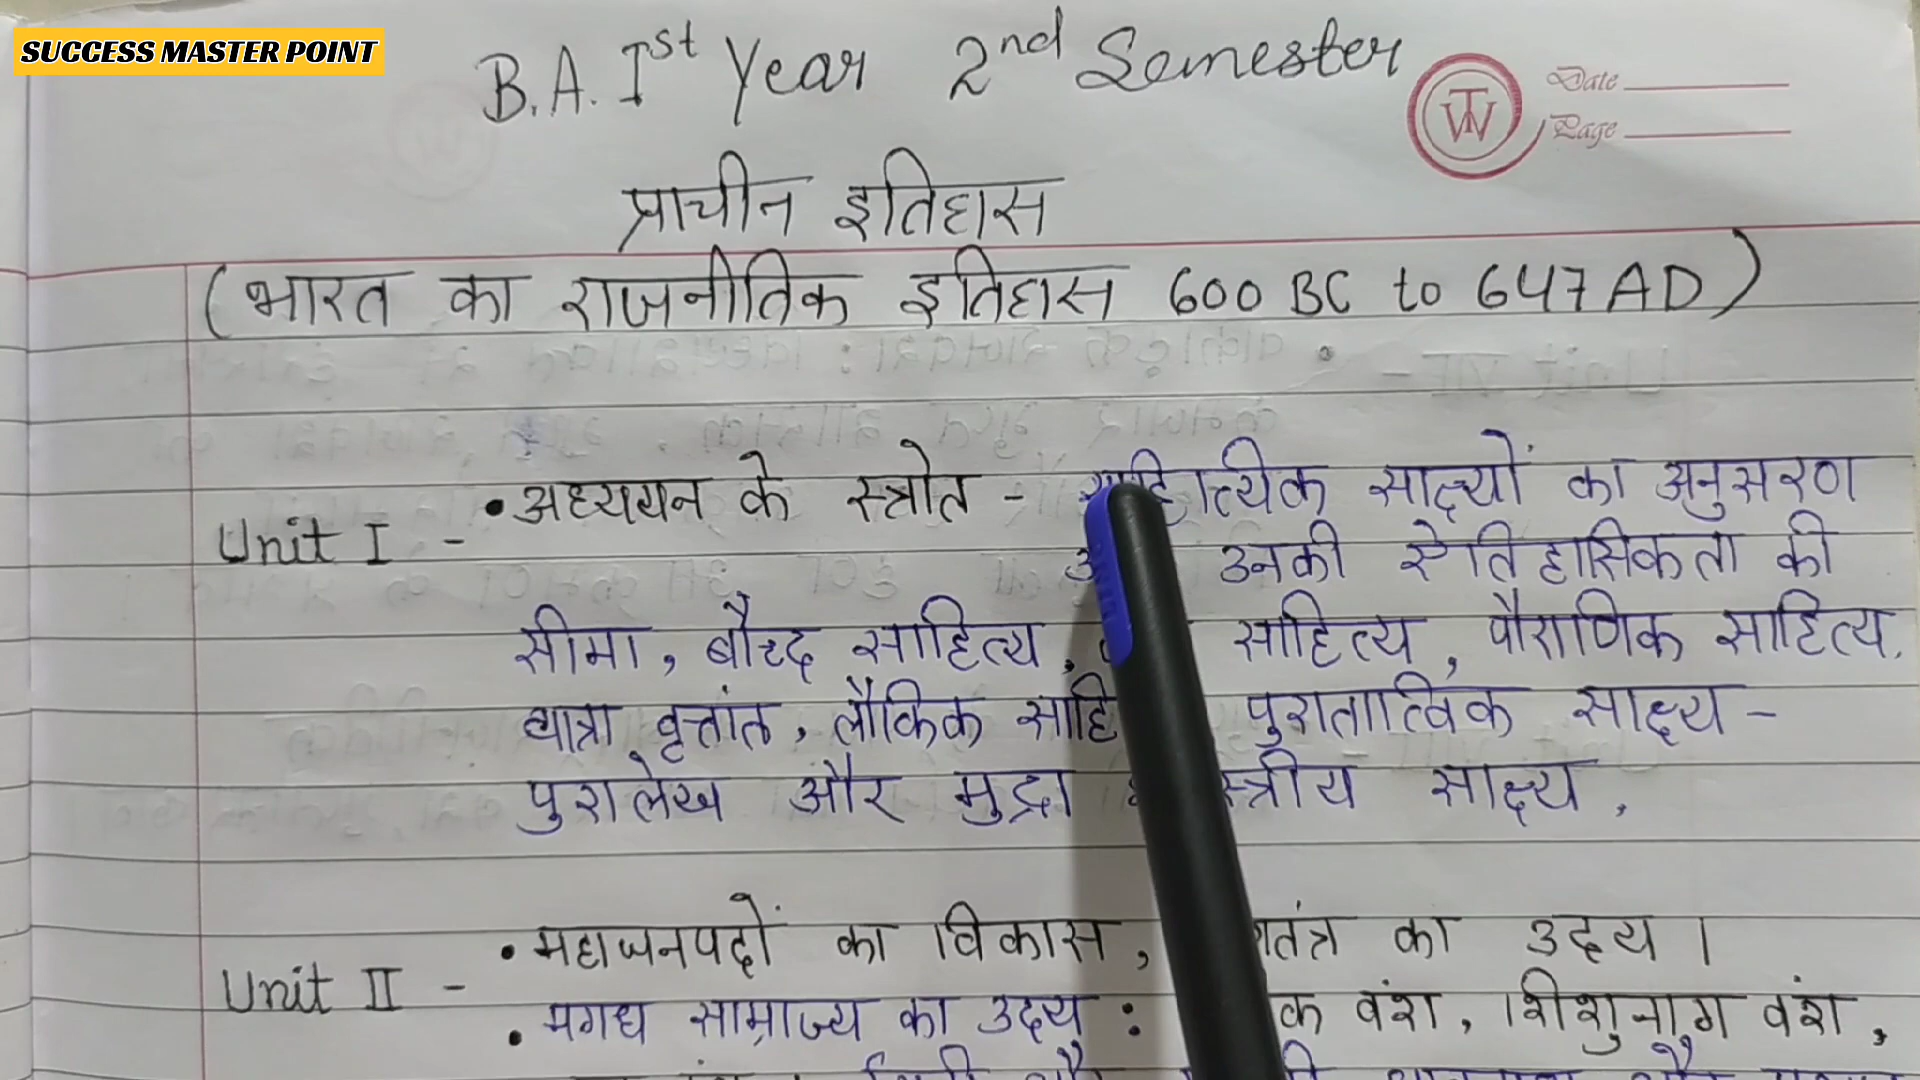 SUCCESS MASTER POINT
B.A. Ist Year 2nd Semester
Date
Page
प्राचीन इतिहास
(भारत का राजनीतिक इतिहास 600 BC to 647 AD)
Unit I - • अध्ययन के स्त्रोत - साहित्त्यिक साक्ष्यों का अनुसरण
उनकी ऐतिहासिकता की
सीमा, बौध्द साहित्य, साहित्य, पौराणिक साहित्य,
यात्रा वृत्तांत, लौकिक पुरातात्विक साक्ष्य -
पुरालेख और मुद्रा साक्ष्य,
Unit II - • महाजनपदों का विकास, का उदय ।
• मगध साम्राज्य का उदय : वंश, शिशुनाग वंश,